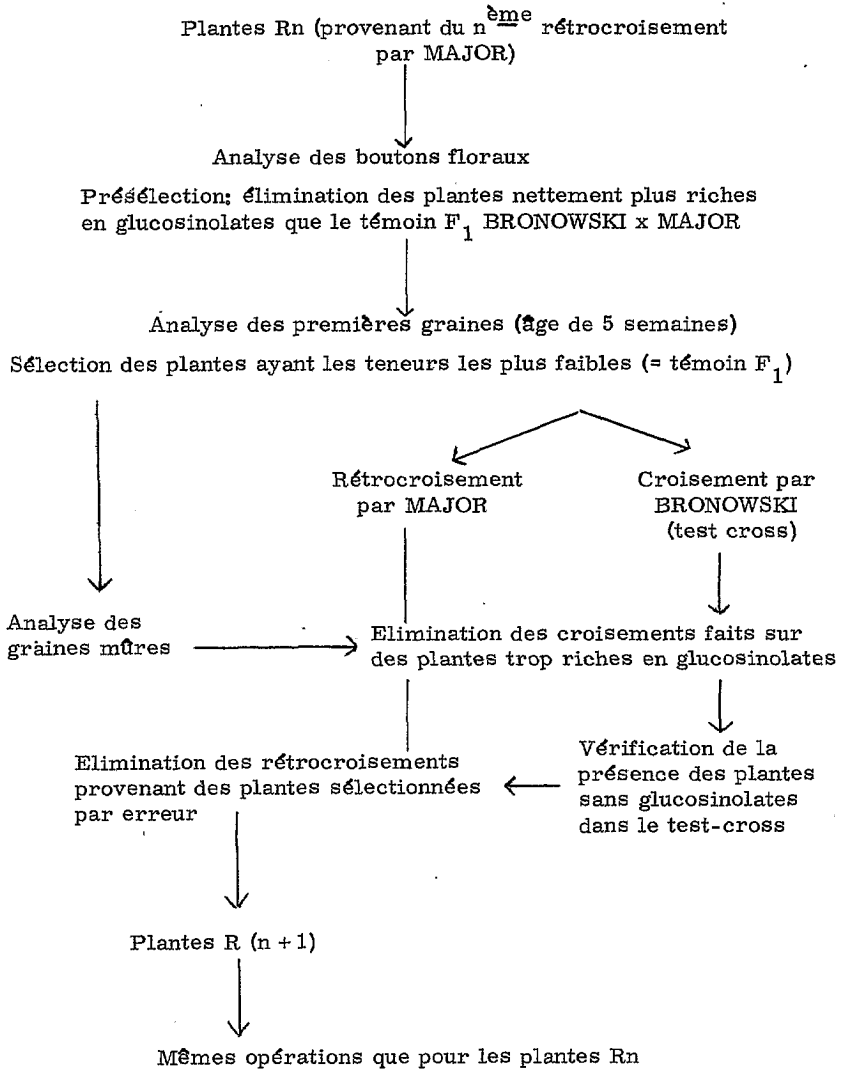 Plantes Rn (provenant du nème rétrocroisement
par MAJOR)
Analyse des boutons floraux
Présélection: élimination des plantes nettement plus riches
en glucosinolates que le témoin F1 BRONOWSKI x MAJOR
Analyse des premières graines (âge de 5 semaines)
Sélection des plantes ayant les teneurs les plus faibles (= témoin F1)
Rétrocroisement
par MAJOR
Croisement par
BRONOWSKI
(test cross)
Analyse des
graines mûres
Elimination des croisements faits sur
des plantes trop riches en glucosinolates
Elimination des rétrocroisements
provenant des plantes sélectionnées
par erreur
Vérification de la
présence des plantes
sans glucosinolates
dans le test-cross
Plantes R (n + 1)
Mêmes opérations que pour les plantes Rn